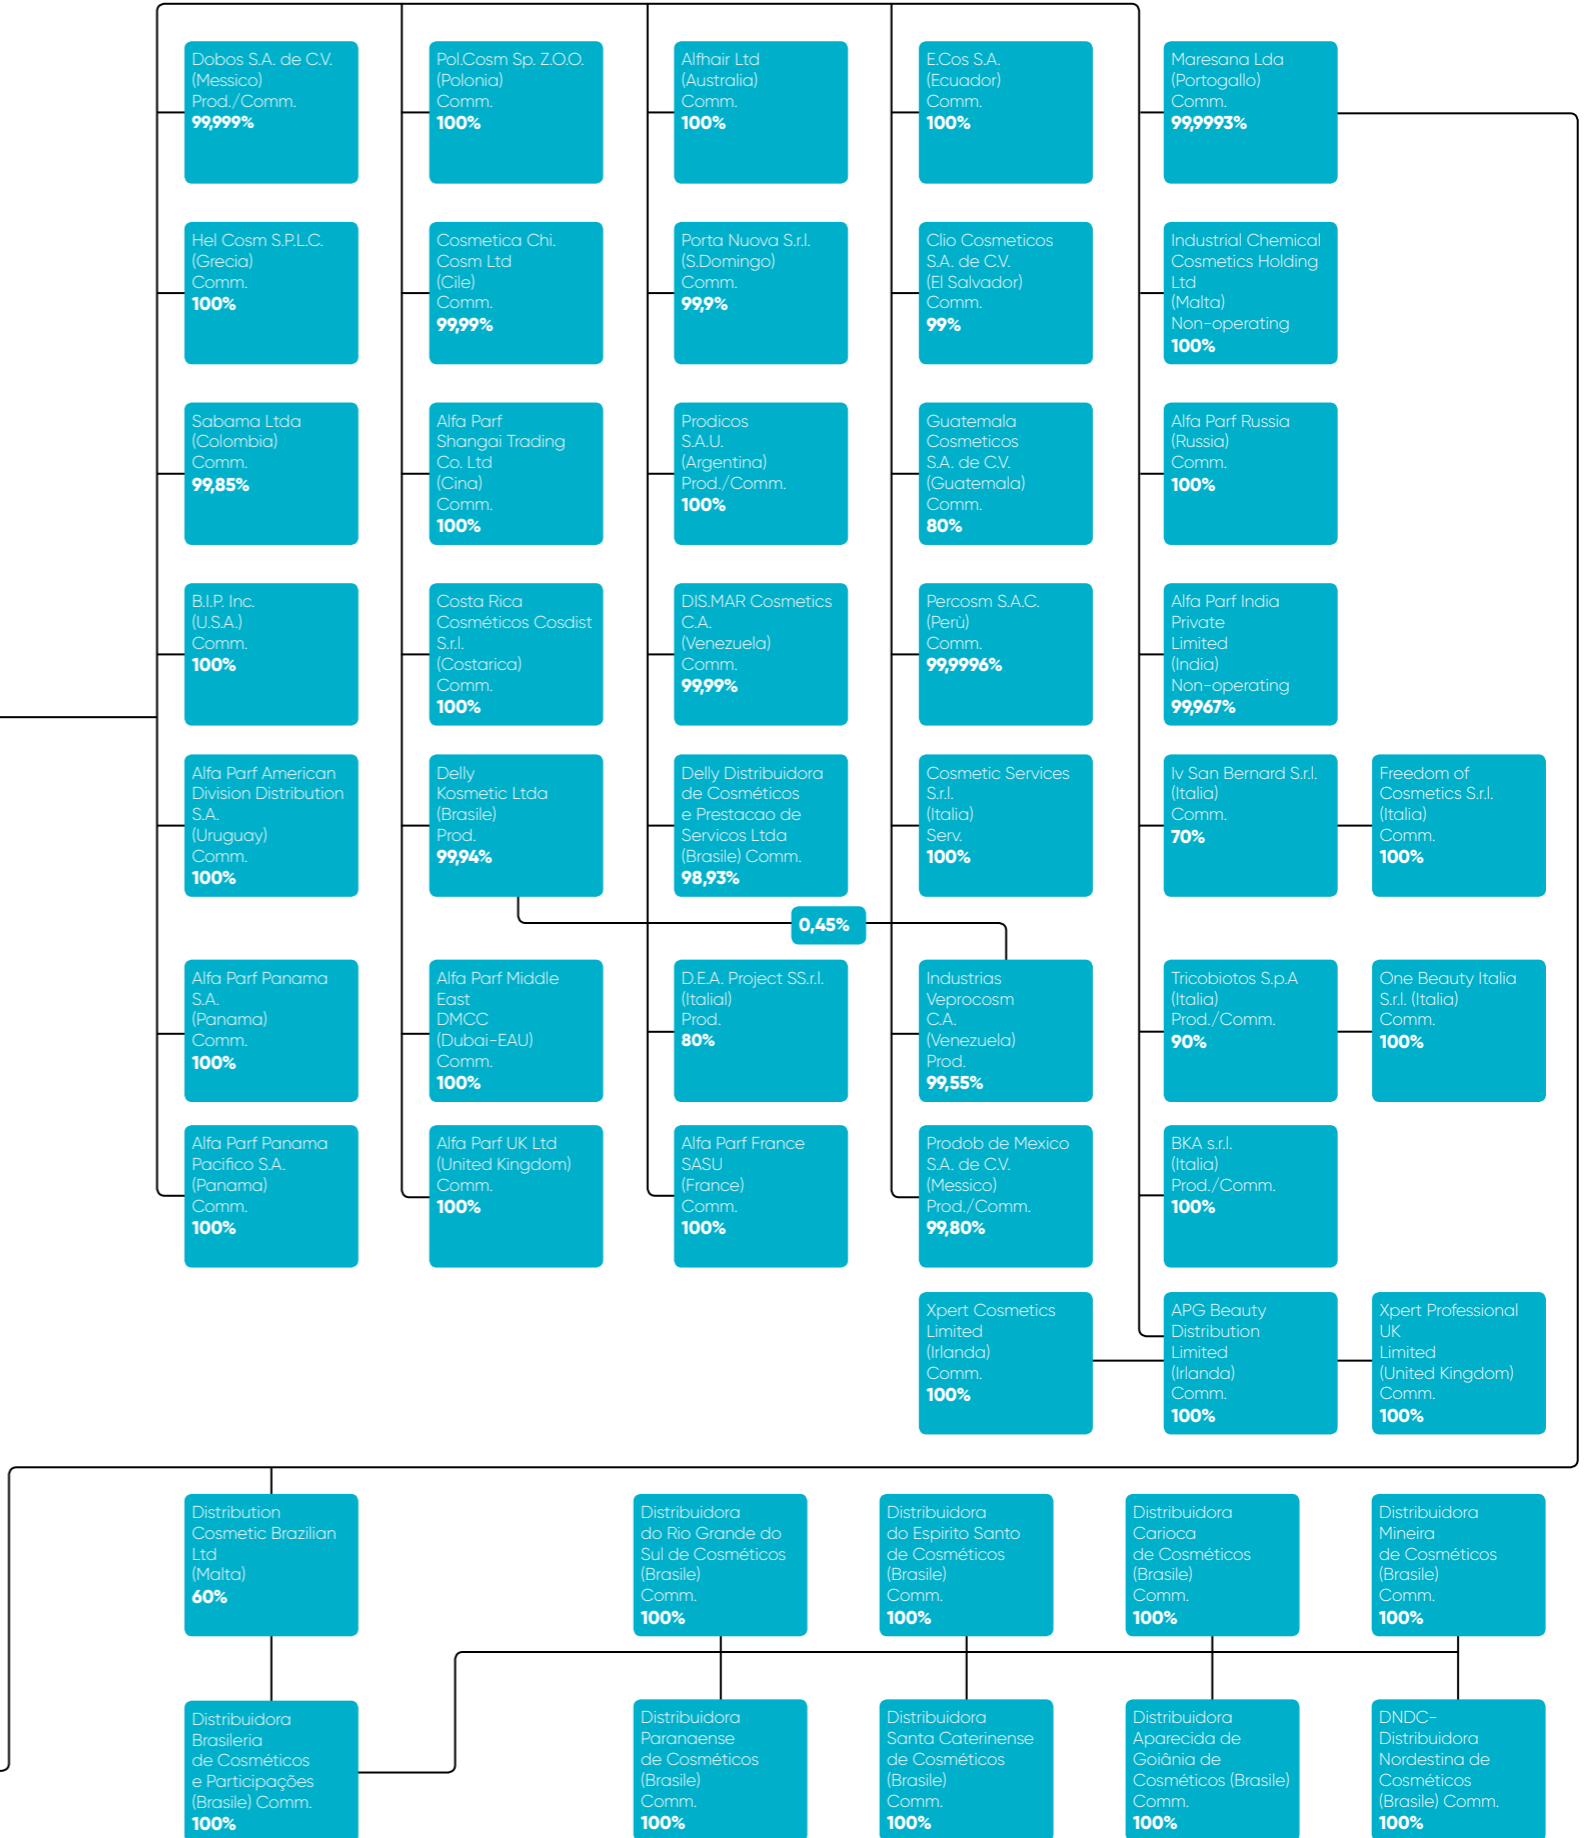 Dobos S.A. de C.V.
(Messico)
Prod./Comm.
99,999%
Pol.Cosm Sp. Z.O.O.
(Polonia)
Comm.
100%
Alfhair Ltd
(Australia)
Comm.
100%
E.Cos S.A.
(Ecuador)
Comm.
100%
Maresana Lda
(Portogallo)
Comm.
99,9993%
Hel Cosm S.P.L.C.
(Grecia)
Comm.
100%
Cosmetica Chi.
Cosm Ltd
(Cile)
Comm.
99,99%
Porta Nuova S.r.l.
(S.Domingo)
Comm.
99,9%
Clio Cosmeticos
S.A. de C.V.
(El Salvador)
Comm.
99%
Industrial Chemical
Cosmetics Holding
Ltd
(Malta)
Non-operating
100%
Sabama Ltda
(Colombia)
Comm.
99,85%
Alfa Parf
Shangai Trading
Co. Ltd
(Cina)
Comm.
100%
Prodicos
S.A.U.
(Argentina)
Prod./Comm.
100%
Guatemala
Cosmeticos
S.A. de C.V.
(Guatemala)
Comm.
80%
Alfa Parf Russia
(Russia)
Comm.
100%
B.I.P. Inc.
(U.S.A.)
Comm.
100%
Costa Rica
Cosméticos Cosdist
S.r.l.
(Costarica)
Comm.
100%
DIS.MAR Cosmetics
C.A.
(Venezuela)
Comm.
99,99%
Percosm S.A.C.
(Perù)
Comm.
99,9996%
Alfa Parf India
Private
Limited
(India)
Non-operating
99,967%
Alfa Parf American
Division Distribution
S.A.
(Uruguay)
Comm.
100%
Delly
Kosmetic Ltda
(Brasile)
Prod.
99,94%
Delly Distribuidora
de Cosméticos
e Prestacao de
Servicos Ltda
(Brasile) Comm.
98,93%
Cosmetic Services
S.r.l.
(Italia)
Serv.
100%
Iv San Bernard S.r.l.
(Italia)
Comm.
70%
Freedom of
Cosmetics S.r.l.
(Italia)
Comm.
100%
0,45%
Alfa Parf Panama
S.A.
(Panama)
Comm.
100%
Alfa Parf Middle
East
DMCC
(Dubai-EAU)
Comm.
100%
D.E.A. Project SS.r.l.
(Italial)
Prod.
80%
Industrias
Veprocosm
C.A.
(Venezuela)
Prod.
99,55%
Tricobiotos S.p.A
(Italia)
Prod./Comm.
90%
One Beauty Italia
S.r.l. (Italia)
Comm.
100%
Alfa Parf Panama
Pacifico S.A.
(Panama)
Comm.
100%
Alfa Parf UK Ltd
(United Kingdom)
Comm.
100%
Alfa Parf France
SASU
(France)
Comm.
100%
Prodob de Mexico
S.A. de C.V.
(Messico)
Prod./Comm.
99,80%
BKA s.r.l.
(Italia)
Prod./Comm.
100%
Xpert Cosmetics
Limited
(Irlanda)
Comm.
100%
APG Beauty
Distribution
Limited
(Irlanda)
Comm.
100%
Xpert Professional
UK
Limited
(United Kingdom)
Comm.
100%
Distribution
Cosmetic Brazilian
Ltd
(Malta)
60%
Distribuidora
do Rio Grande do
Sul de Cosméticos
(Brasile)
Comm.
100%
Distribuidora
do Espirito Santo
de Cosméticos
(Brasile)
Comm.
100%
Distribuidora
Carioca
de Cosméticos
(Brasile)
Comm.
100%
Distribuidora
Mineira
de Cosméticos
(Brasile)
Comm.
100%
Distribuidora
Brasileria
de Cosméticos
e Participações
(Brasile) Comm.
100%
Distribuidora
Paranaense
de Cosméticos
(Brasile)
Comm.
100%
Distribuidora
Santa Caterinense
de Cosméticos
(Brasile)
Comm.
100%
Distribuidora
Aparecida de
Goiânia de
Cosméticos (Brasile)
Comm.
100%
DNDC-
Distribuidora
Nordestina de
Cosméticos
(Brasile) Comm.
100%